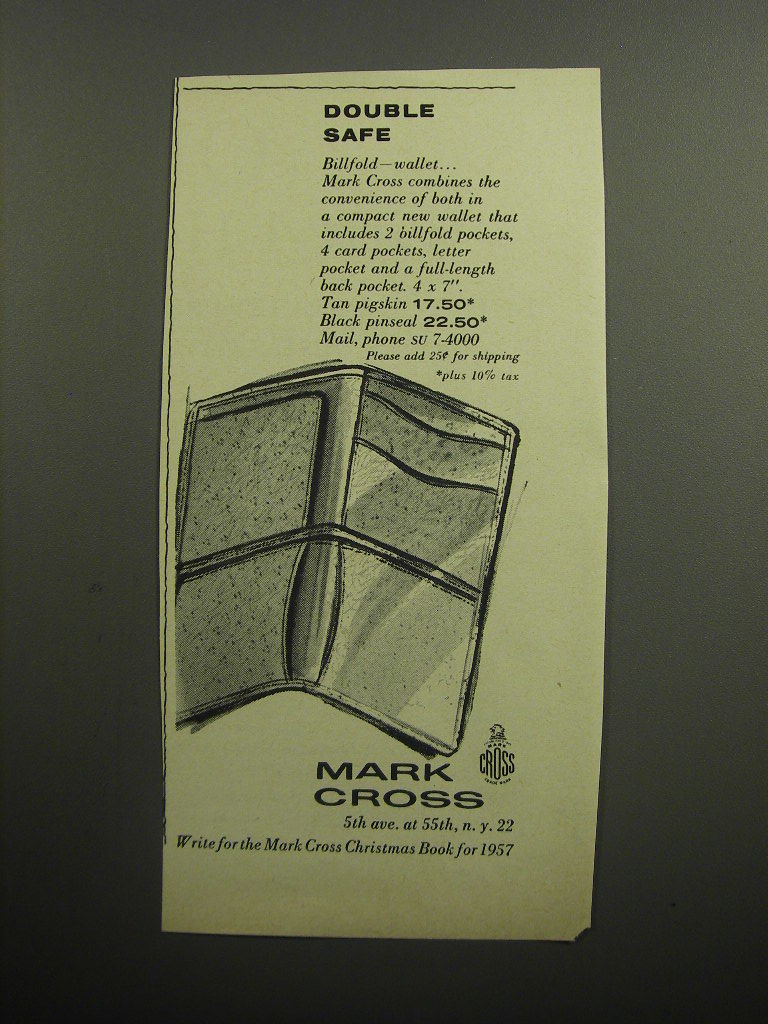 DOUBLE
SAFE
Billfold—wallet...
Mark Cross combines the
convenience of both in
a compact new wallet that
includes 2 billfold pockets,
4 card pockets, letter
pocket and a full-length
back pocket. 4 x 7".
Tan pigskin 17.50*
Black pinseal 22.50*
Mail, phone SU 7-4000
Please add 25¢ for shipping
*plus 10% tax
MARK
CROSS
TRADE MARK
MARK
CROSS
5th ave. at 55th, n. y. 22
Write for the Mark Cross Christmas Book for 1957